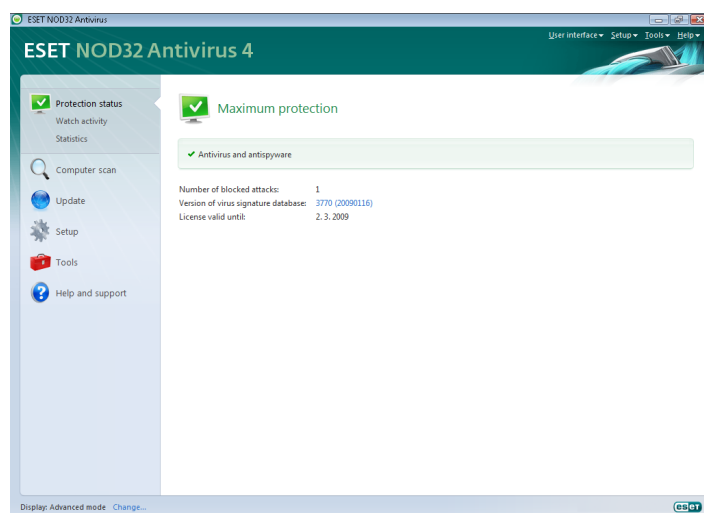 ESET NOD32 Antivirus
User interface Setup Tools Help
ESET NOD32 Antivirus 4
Protection status
Watch activity
Statistics
Computer scan
Update
Setup
Tools
Help and support
Maximum protection
Antivirus and antispyware
Number of blocked attacks: 1
Version of virus signature database: 3770 (20090116)
License valid until: 2. 3. 2009
Display: Advanced mode Change...
eseT